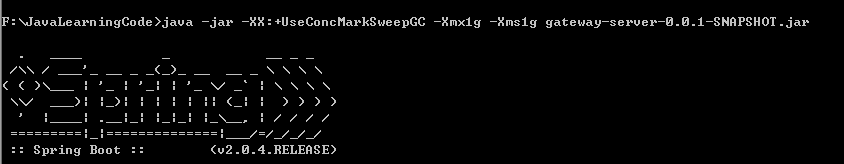 F:\JavaLearningCode>java -jar -XX:+UseConcMarkSweepGC -Xmx1g -Xms1g gateway-server-0.0.1-SNAPSHOT.jar
Spring
:: Spring Boot :: (v2.0.4.RELEASE)